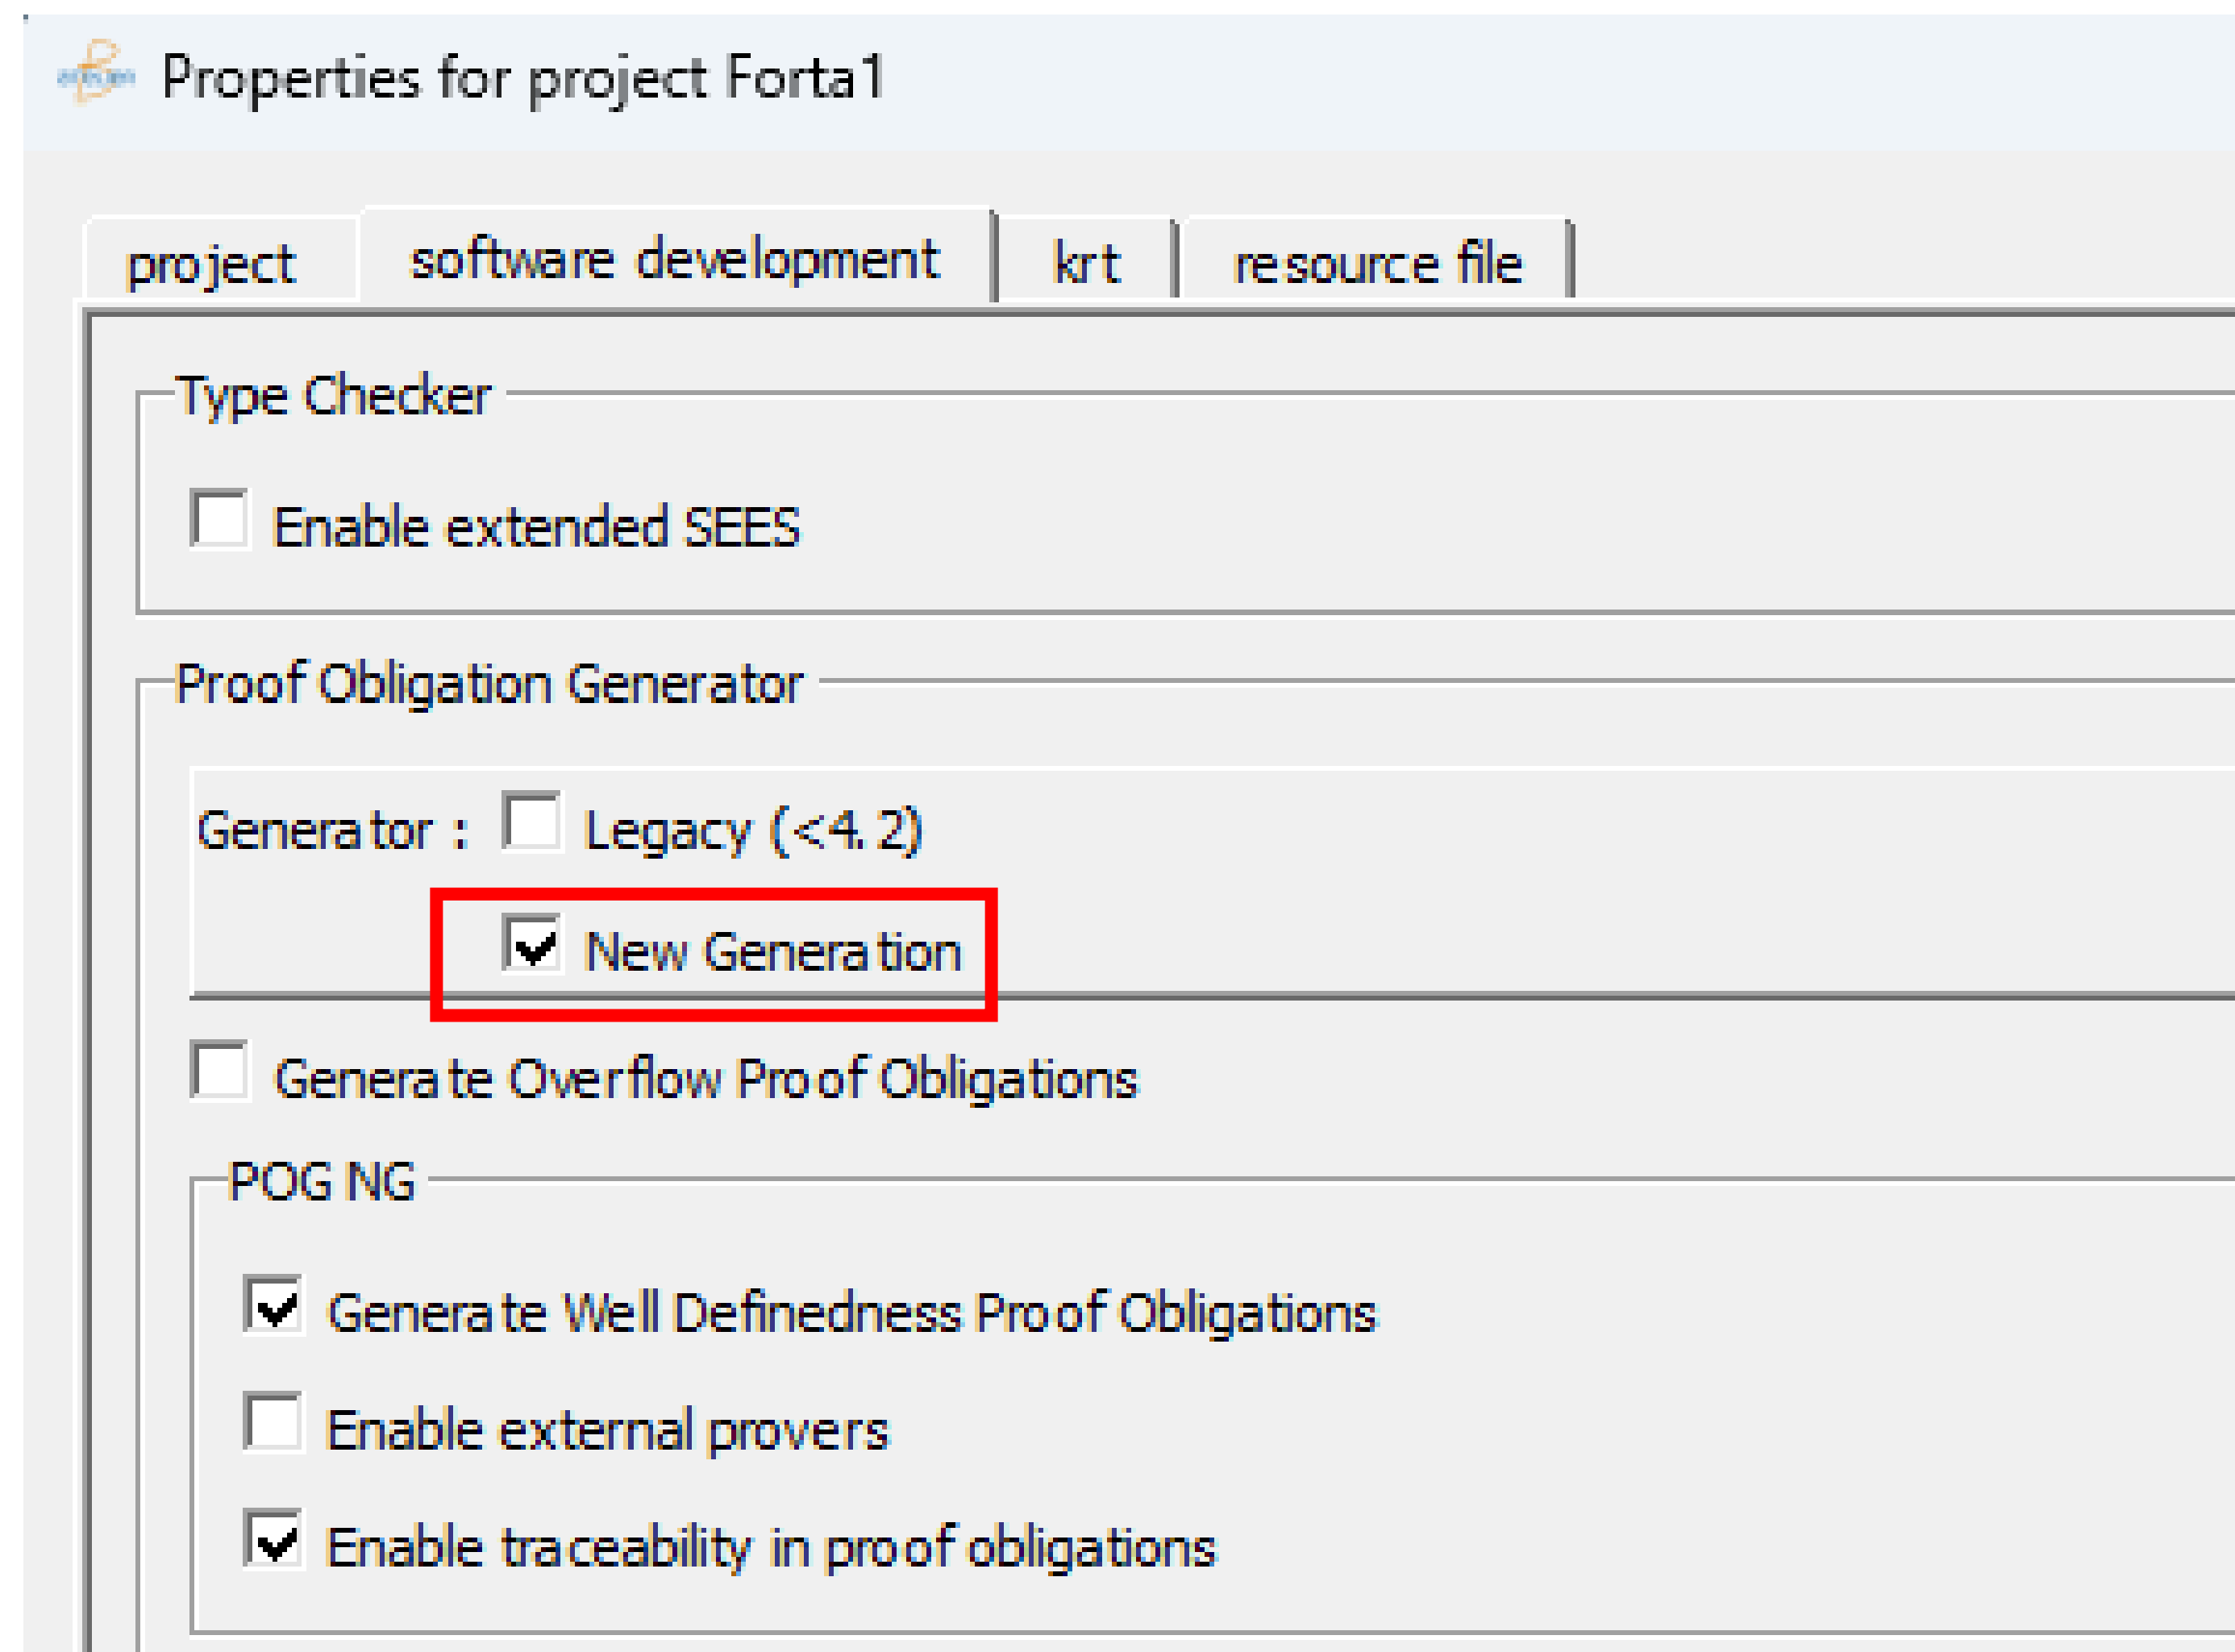 Properties for project Forta1
project software development krt resource file
Type Checker
Enable extended SEES
Proof Obligation Generator
Generator : Legacy (<4.2)
New Generation
Generate Overflow Proof Obligations
POG NG
Generate Well Definedness Proof Obligations
Enable external provers
Enable traceability in proof obligations